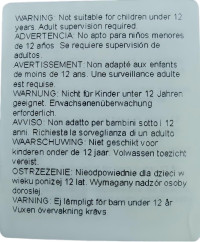 WARNING: Not suitable for children under 12
years. Adult supervision required.
ADVERTENCIA: No apto para niños menores
de 12 años. Se requiere supervisión de
adultos.
AVERTISSEMENT: Non adapté aux enfants
de moins de 12 ans. Une surveillance adulte
est requise.
WARNUNG: Nicht für Kinder unter 12 Jahren
geeignet. Erwachsenenüberwachung
erforderlich.
AVVISO: Non adatto per bambini sotto i 12
anni. Richiesta la sorveglianza di un adulto
WAARSCHUWING: Niet geschikt voor
kinderen onder de 12 jaar. Volwassen toezicht
vereist.
OSTRZEŻENIE: Nieodpowiednie dla dzieci w
wieku poniżej 12 lat. Wymagany nadzór osoby
dorosłej
VARNING: Ej lämpligt för barn under 12 år
Vuxen övervakning krävs